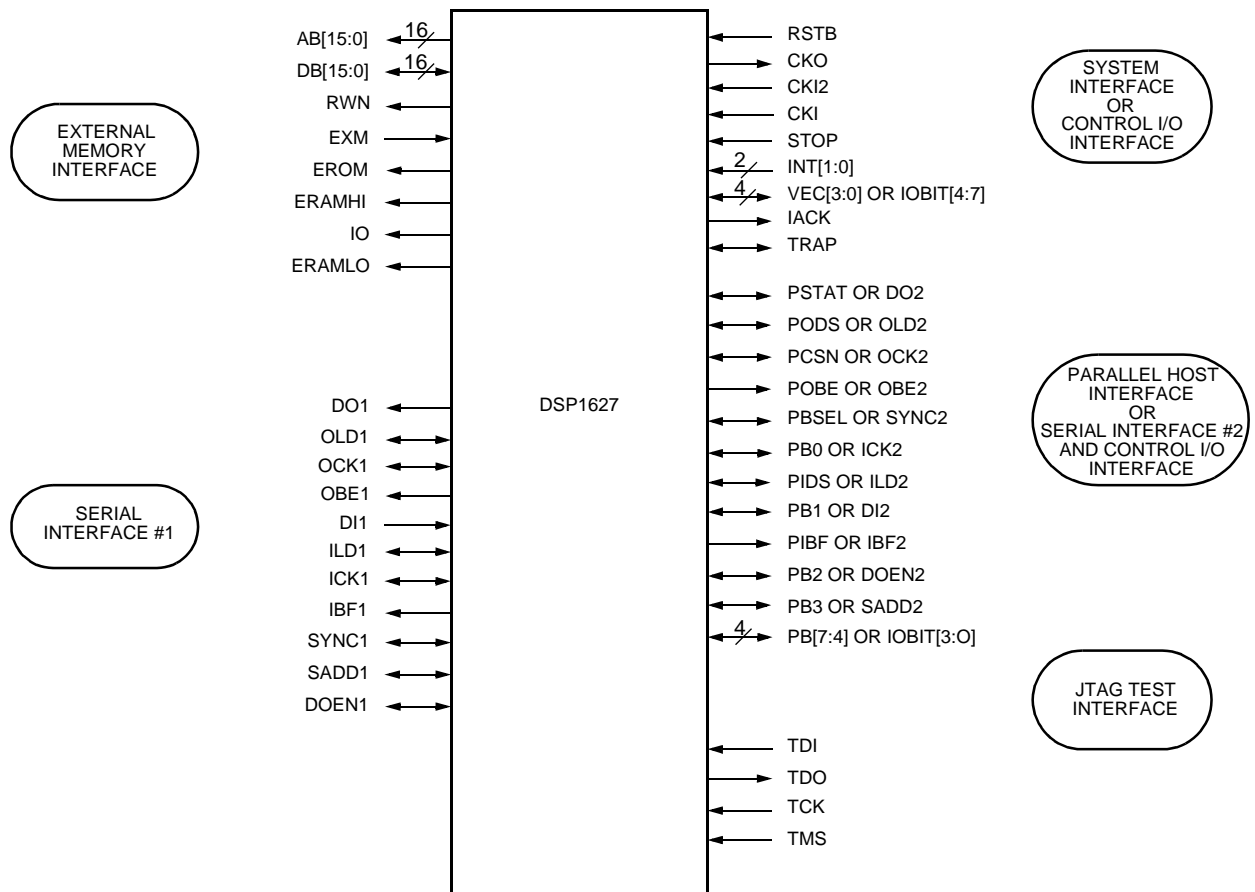 AB[15:0]
16
DB[15:0]
16
RWN
EXM
EROM
ERAMHI
IO
ERAMLO
EXTERNAL
MEMORY
INTERFACE
DO1
OLD1
OCK1
OBE1
DI1
ILD1
ICK1
IBF1
SYNC1
SADD1
DOEN1
SERIAL
INTERFACE #1
DSP1627
RSTB
CKO
CKI2
CKI
STOP
2
INT[1:0]
4
VEC[3:0] OR IOBIT[4:7]
IACK
TRAP
SYSTEM
INTERFACE
OR
CONTROL I/O
INTERFACE
PSTAT OR DO2
PODS OR OLD2
PCSN OR OCK2
POBE OR OBE2
PBSEL OR SYNC2
PB0 OR ICK2
PIDS OR ILD2
PB1 OR DI2
PIBF OR IBF2
PB2 OR DOEN2
PB3 OR SADD2
4
PB[7:4] OR IOBIT[3:O]
PARALLEL HOST
INTERFACE
OR
SERIAL INTERFACE #2
AND CONTROL I/O
INTERFACE
TDI
TDO
TCK
TMS
JTAG TEST
INTERFACE